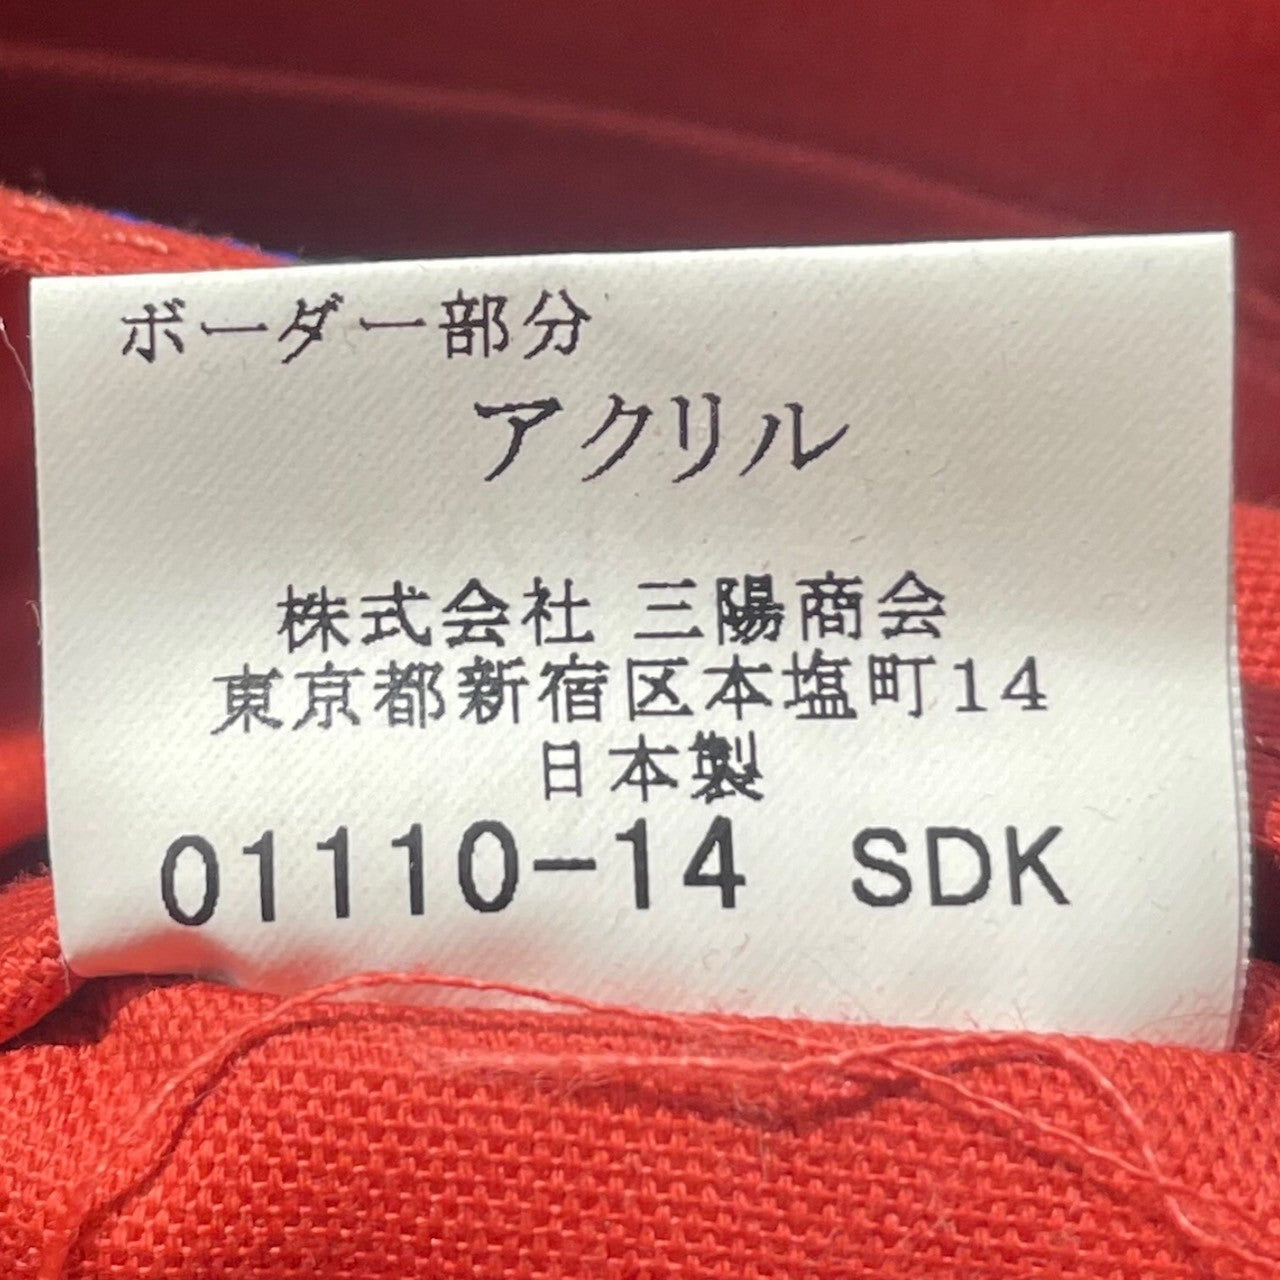 ボーダー部分
アクリル
株式会社 三陽商会
東京都新宿区本塩町14
日本製
01110-14 SDK